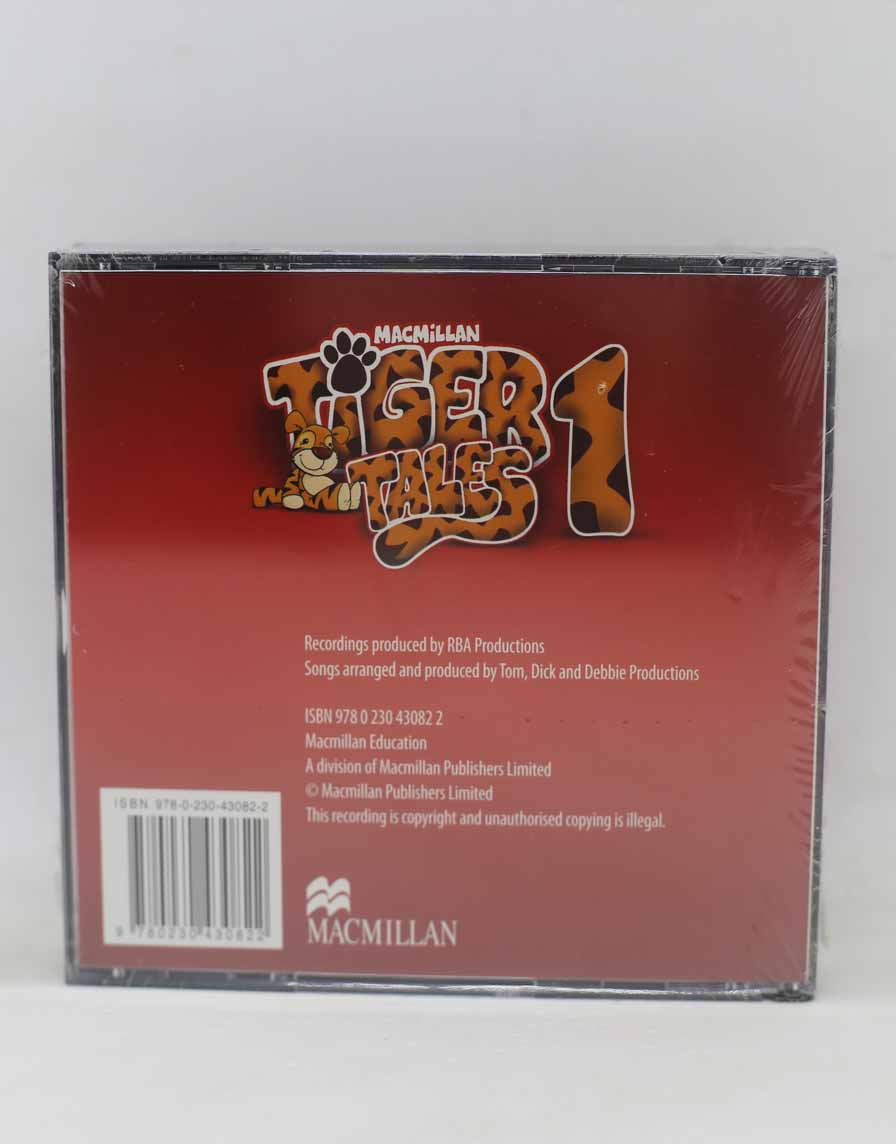 MACMiLLAN
TiGER 1
TALES
Recordings produced by RBA Productions
Songs arranged and produced by Tom, Dick and Debbie Productions
ISBN 978 0 230 43082 2
Macmillan Education
A division of Macmillan Publishers Limited
© Macmillan Publishers Limited
This recording is copyright and unauthorised copying is illegal.
ISBN 978-0-230-43082-2
9 780230 430822
MACMILLAN